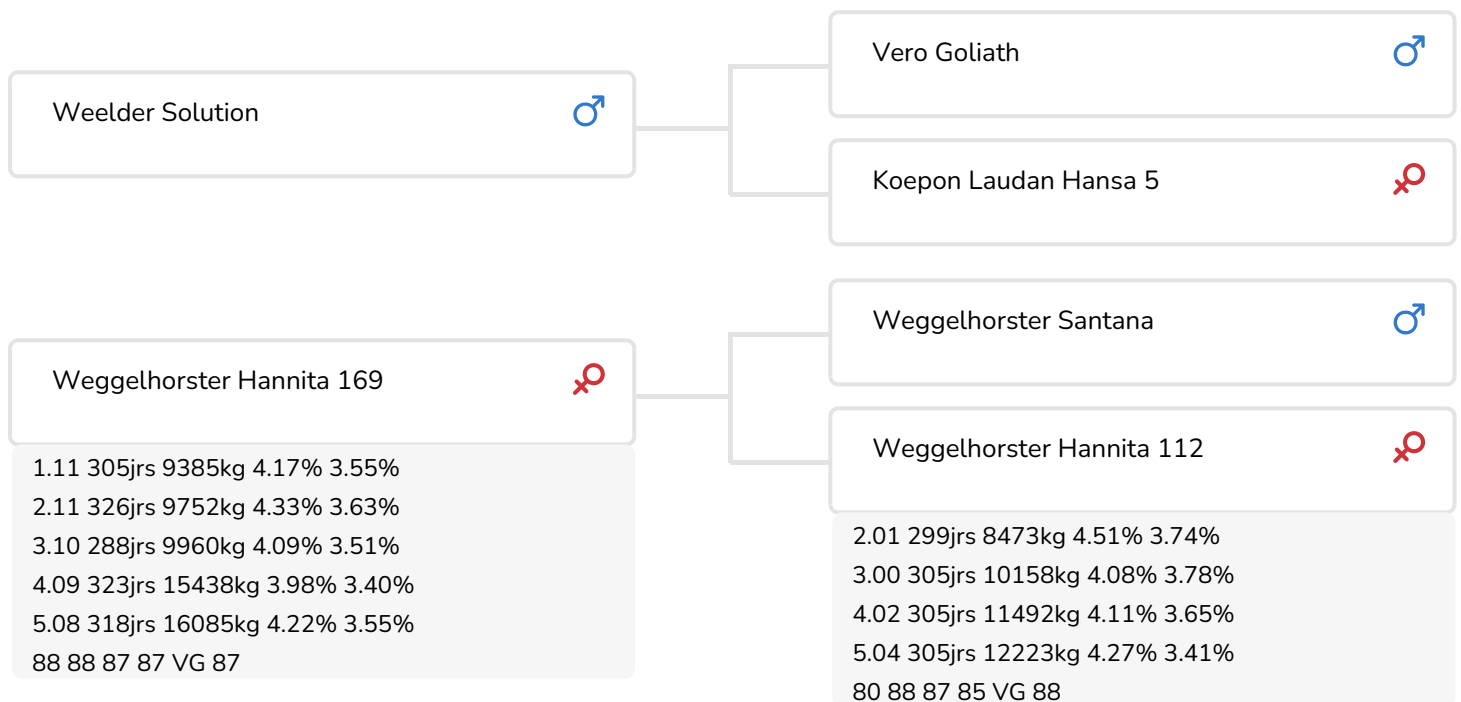 Weelder Solution
Vero Goliath
Koepon Laudan Hansa 5
Weggelhorster Hannita 169
1.11 305jrs 9385kg 4.17% 3.55%
2.11 326jrs 9752kg 4.33% 3.63%
3.10 288jrs 9960kg 4.09% 3.51%
4.09 323jrs 15438kg 3.98% 3.40%
5.08 318jrs 16085kg 4.22% 3.55%
88 88 87 87 VG 87
Weggelhorster Santana
Weggelhorster Hannita 112
2.01 299jrs 8473kg 4.51% 3.74%
3.00 305jrs 10158kg 4.08% 3.78%
4.02 305jrs 11492kg 4.11% 3.65%
5.04 305jrs 12223kg 4.27% 3.41%
80 88 87 85 VG 88